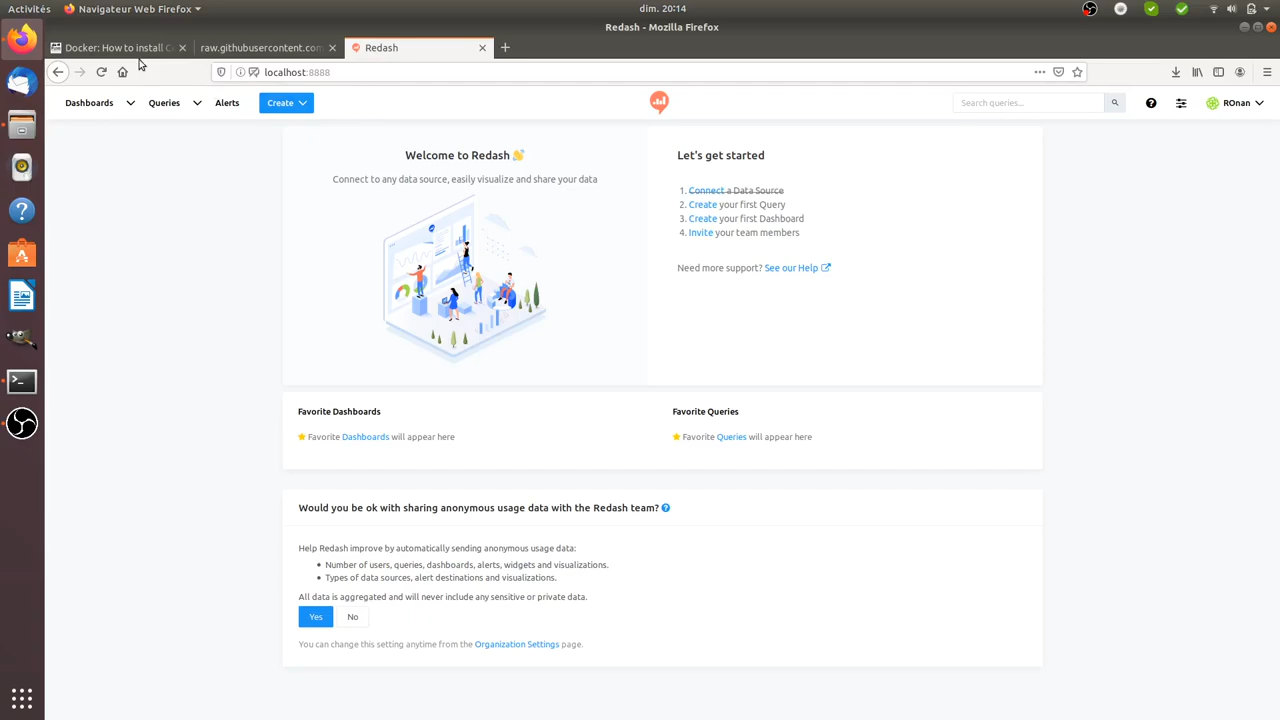 Activités
Navigateur Web Firefox
dim. 20:14
Redash - Mozilla Firefox
Docker: How to install C
raw.githubusercontent.com
Redash
localhost:8888
Dashboards
Queries
Alerts
Create
Search queries...
ROnan
Welcome to Redash
Connect to any data source, easily visualize and share your data
Let's get started
1. Connect a Data Source
2. Create your first Query
3. Create your first Dashboard
4. Invite your team members
Need more support? See our Help
Favorite Dashboards
Favorite Dashboards will appear here
Favorite Queries
Favorite Queries will appear here
Would you be ok with sharing anonymous usage data with the Redash team?
Help Redash improve by automatically sending anonymous usage data:
• Number of users, queries, dashboards, alerts, widgets and visualizations.
• Types of data sources, alert destinations and visualizations.
All data is aggregated and will never include any sensitive or private data.
Yes
No
You can change this setting anytime from the Organization Settings page.